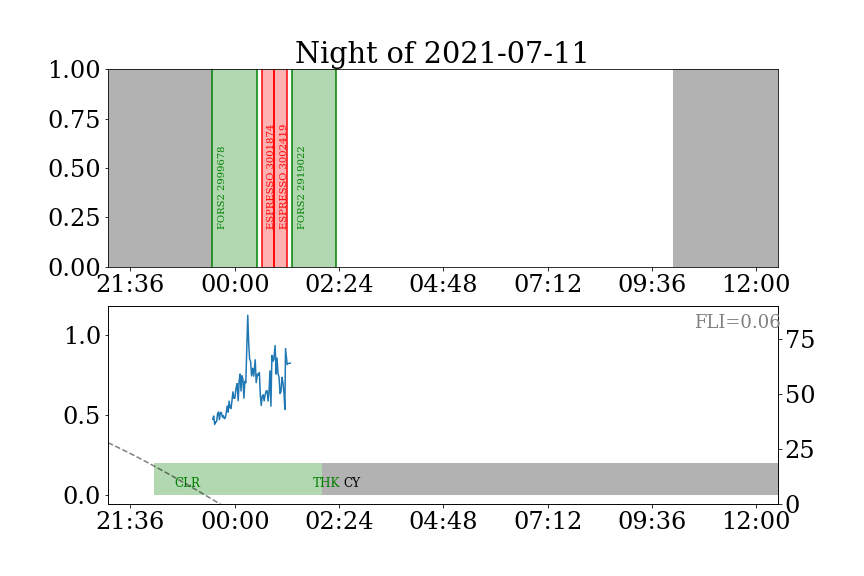 Night of 2021-07-11
1.00
0.75
0.50
0.25
0.00
FORS2 2999678
ESPRESSO 3001874
ESPRESSO 3002419
FORS2 2919022
21:36 00:00 02:24 04:48 07:12 09:36 12:00
FLI=0.06
1.0
0.5
0.0
75
50
25
0
CLR THK CY
21:36 00:00 02:24 04:48 07:12 09:36 12:00